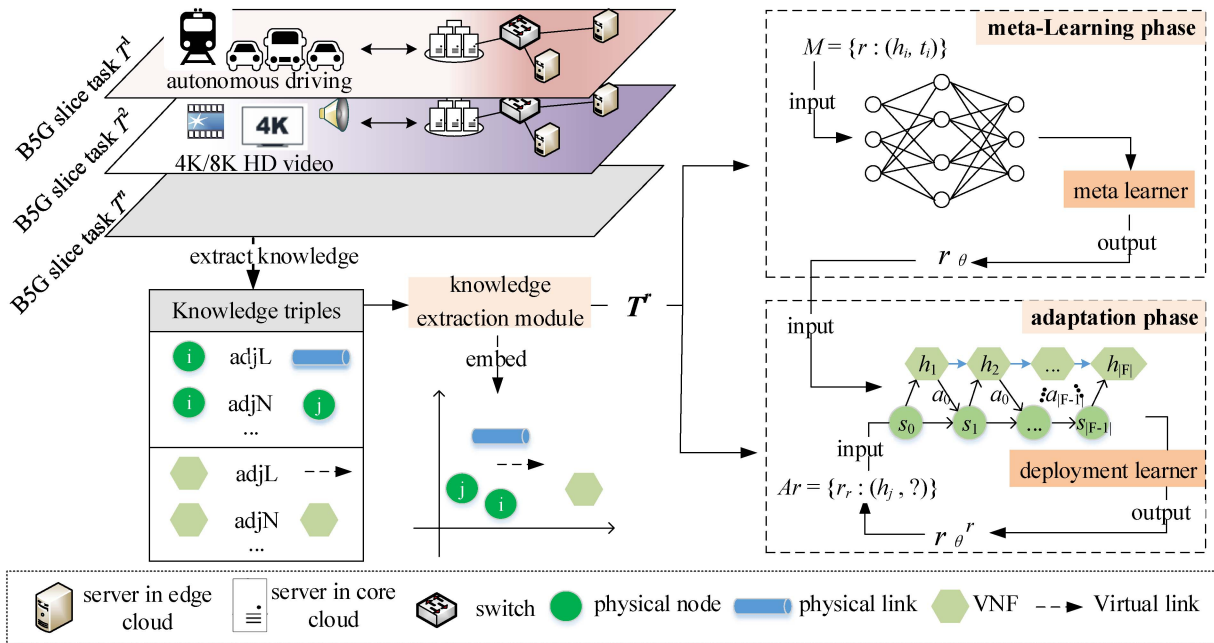 B5G slice task T¹
autonomous driving
B5G slice task T²
4K
4K/8K HD video
B5G slice task Tⁿ
extract knowledge
Knowledge triples
i adjL
i adjN j
...
adjL
adjN
...
knowledge
extraction module
embed
j
i
Tʳ
meta-Learning phase
M = {r : (hᵢ, tᵢ)}
input
meta learner
output
r θ
input
adaptation phase
h₁ h₂ ... h|F|
a₀ a₀ a|F-1|
s₀ s₁ ... s|F-1|
input
deployment learner
Ar = {rᵣ : (hⱼ , ?)}
output
r θ ʳ
server in edge
cloud
server in core
cloud
switch
physical node
physical link
VNF
Virtual link